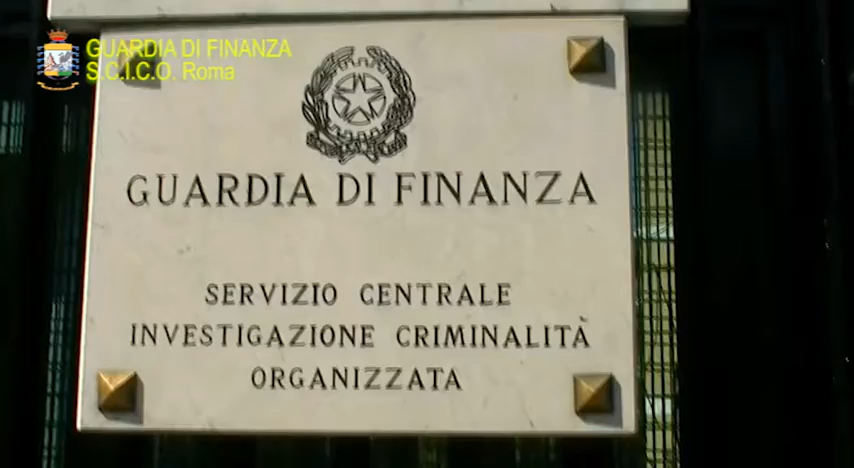 GUARDIA DI FINANZA
S.C.I.C.O. Roma
GUARDIA DI FINANZA
SERVIZIO CENTRALE
INVESTIGAZIONE CRIMINALITÀ
ORGANIZZATA